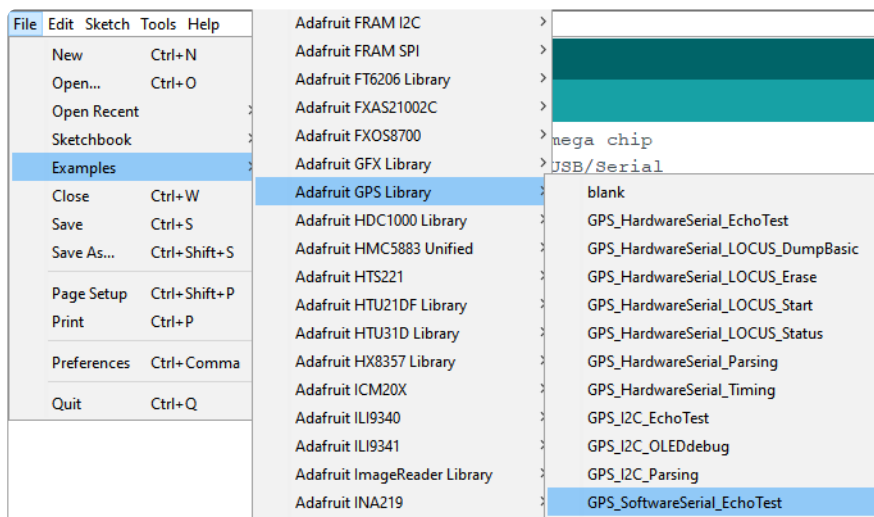 File Edit Sketch Tools Help
New Ctrl+N
Open... Ctrl+O
Open Recent
Sketchbook
Examples
Close Ctrl+W
Save Ctrl+S
Save As... Ctrl+Shift+S
Page Setup Ctrl+Shift+P
Print Ctrl+P
Preferences Ctrl+Comma
Quit Ctrl+Q
Adafruit FRAM I2C
Adafruit FRAM SPI
Adafruit FT6206 Library
Adafruit FXAS21002C
Adafruit FXOS8700
Adafruit GFX Library
Adafruit GPS Library
Adafruit HDC1000 Library
Adafruit HMC5883 Unified
Adafruit HTS221
Adafruit HTU21DF Library
Adafruit HTU31D Library
Adafruit HX8357 Library
Adafruit ICM20X
Adafruit ILI9340
Adafruit ILI9341
Adafruit ImageReader Library
Adafruit INA219
mega chip
USB/Serial
blank
GPS_HardwareSerial_EchoTest
GPS_HardwareSerial_LOCUS_DumpBasic
GPS_HardwareSerial_LOCUS_Erase
GPS_HardwareSerial_LOCUS_Start
GPS_HardwareSerial_LOCUS_Status
GPS_HardwareSerial_Parsing
GPS_HardwareSerial_Timing
GPS_I2C_EchoTest
GPS_I2C_OLEDdebug
GPS_I2C_Parsing
GPS_SoftwareSerial_EchoTest